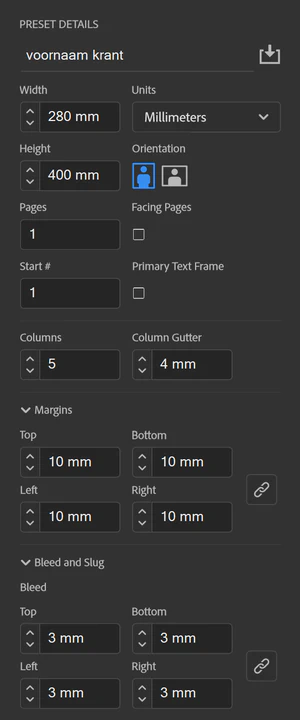 PRESET DETAILS
voornaam krant
Width Units
280 mm Millimeters
Height Orientation
400 mm
Pages Facing Pages
1
Start # Primary Text Frame
1
Columns Column Gutter
5 4 mm
Margins
Top Bottom
10 mm 10 mm
Left Right
10 mm 10 mm
Bleed and Slug
Bleed
Top Bottom
3 mm 3 mm
Left Right
3 mm 3 mm